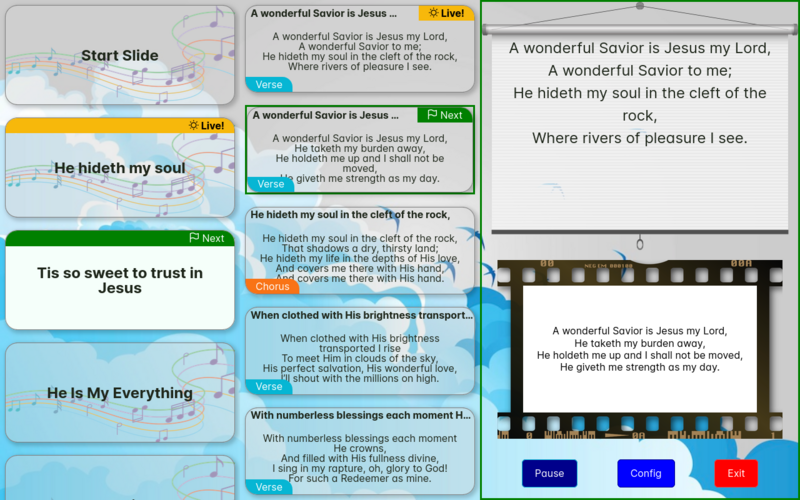 Start Slide
Live!
He hideth my soul
Next
Tis so sweet to trust in
Jesus
He Is My Everything
A wonderful Savior is Jesus ...
Live!
A wonderful Savior is Jesus my Lord,
A wonderful Savior to me;
He hideth my soul in the cleft of the rock,
Where rivers of pleasure I see.
Verse
A wonderful Savior is Jesus ...
Next
A wonderful Savior is Jesus my Lord,
He taketh my burden away,
He holdeth me up and I shall not be
moved,
He giveth me strength as my day.
Verse
He hideth my soul in the cleft of the rock,
He hideth my soul in the cleft of the rock,
That shadows a dry, thirsty land;
He hideth my life in the depths of His love,
And covers me there with His hand,
And covers me there with His hand.
Chorus
When clothed with His brightness transport...
When clothed with His brightness
transported I rise
To meet Him in clouds of the sky,
His perfect salvation, His wonderful love,
I'll shout with the millions on high.
Verse
With numberless blessings each moment H...
With numberless blessings each moment
He crowns,
And filled with His fullness divine,
I sing in my rapture, oh, glory to God!
For such a Redeemer as mine.
Verse
A wonderful Savior is Jesus my Lord,
A wonderful Savior to me;
He hideth my soul in the cleft of the
rock,
Where rivers of pleasure I see.
A wonderful Savior is Jesus my Lord,
He taketh my burden away,
He holdeth me up and I shall not be moved,
He giveth me strength as my day.
Pause
Config
Exit